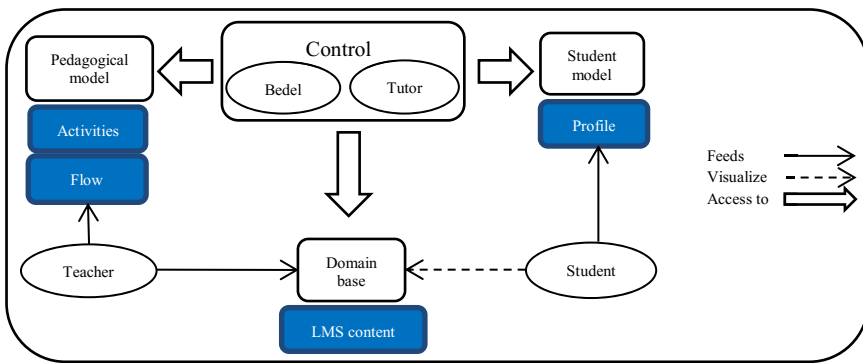 Control
Pedagogical
model
Bedel
Tutor
Student
model
Activities
Profile
Flow
Feeds
Visualize
Access to
Teacher
Domain
base
Student
LMS content